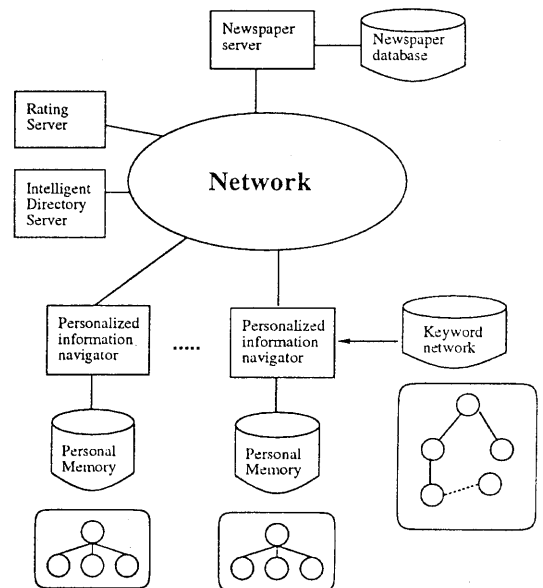 Newspaper
server
Newspaper
database
Rating
Server
Intelligent
Directory
Server
Network
Personalized
information
navigator
.....
Personalized
information
navigator
Keyword
network
Personal
Memory
Personal
Memory